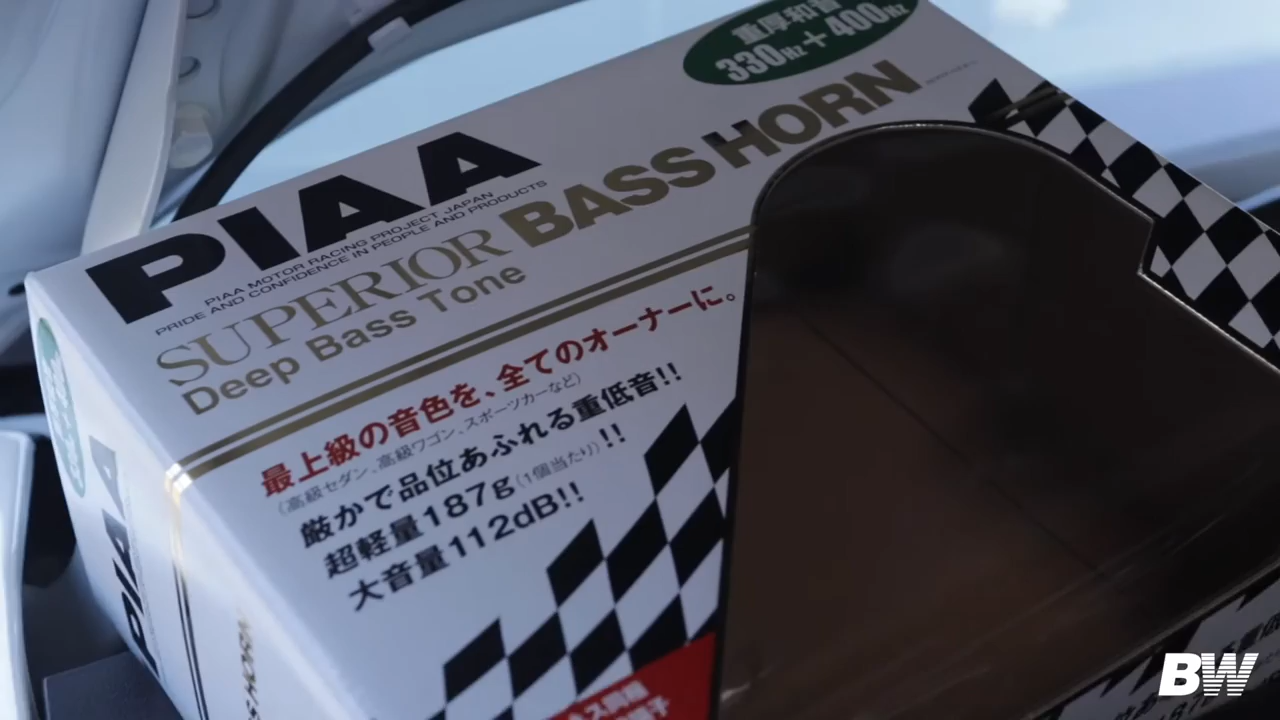 重厚和音
330Hz+400Hz
PIAA
PIAA MOTOR RACING PROJECT JAPAN
PRIDE AND CONFIDENCE IN PEOPLE AND PRODUCTS
SUPERIOR BASS HORN
Deep Bass Tone
最上級の音色を、全てのオーナーに。
(高級セダン、高級ワゴン、スポーツカーなど)
厳かで品位あふれる重低音!!
超軽量187g(1個当たり)!!
大音量112dB!!
PIAA
HORN
BW